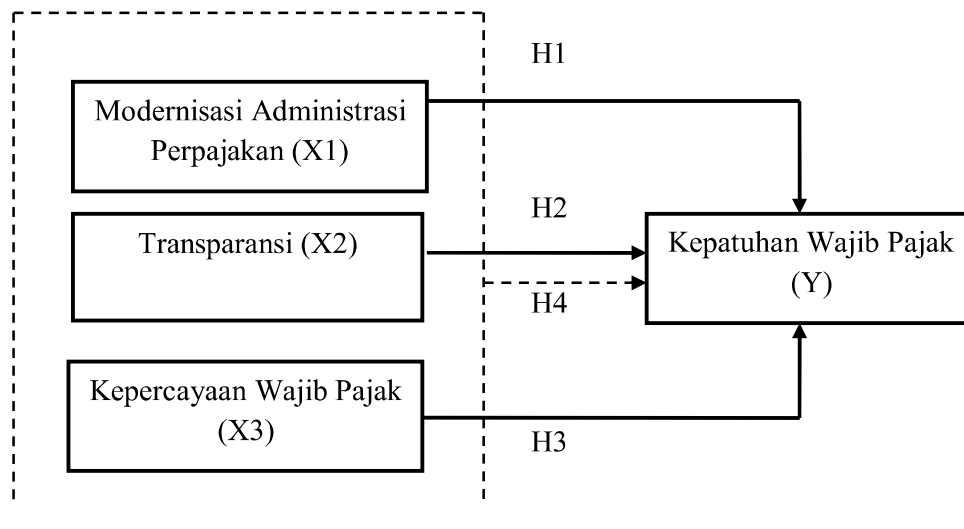 H1
Modernisasi Administrasi
Perpajakan (X1)
H2
Transparansi (X2)
Kepatuhan Wajib Pajak
(Y)
H4
Kepercayaan Wajib Pajak
(X3)
H3